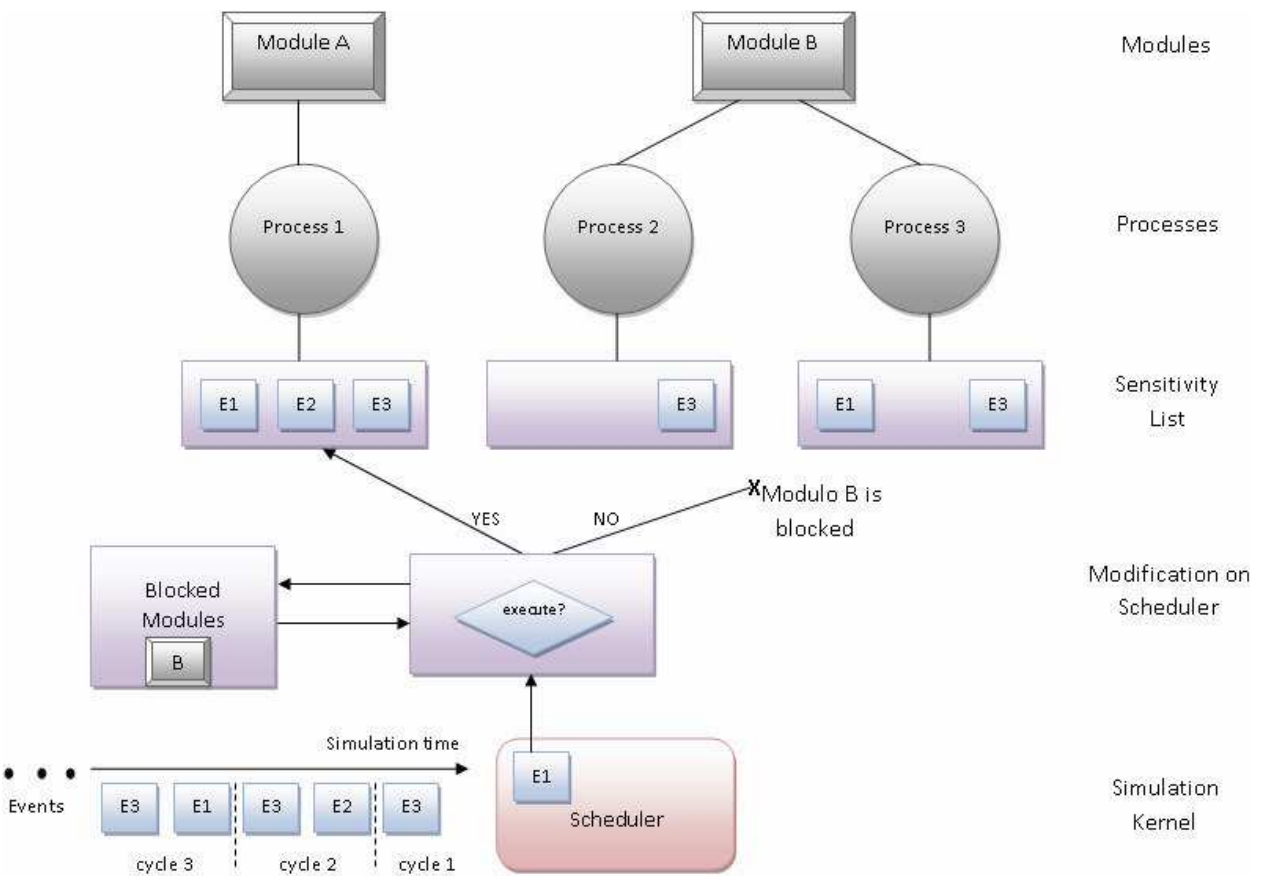 Module A
Module B
Modules
Process 1
Process 2
Process 3
Processes
E1
E2
E3
E3
E1
E3
Sensitivity
List
YES
NO
X
Modulo B is
blocked
Blocked
Modules
B
execute?
Modification on
Scheduler
Simulation time
Events
E3
E1
E3
E2
E3
cycle 3
cycle 2
cycle 1
E1
Scheduler
Simulation
Kernel